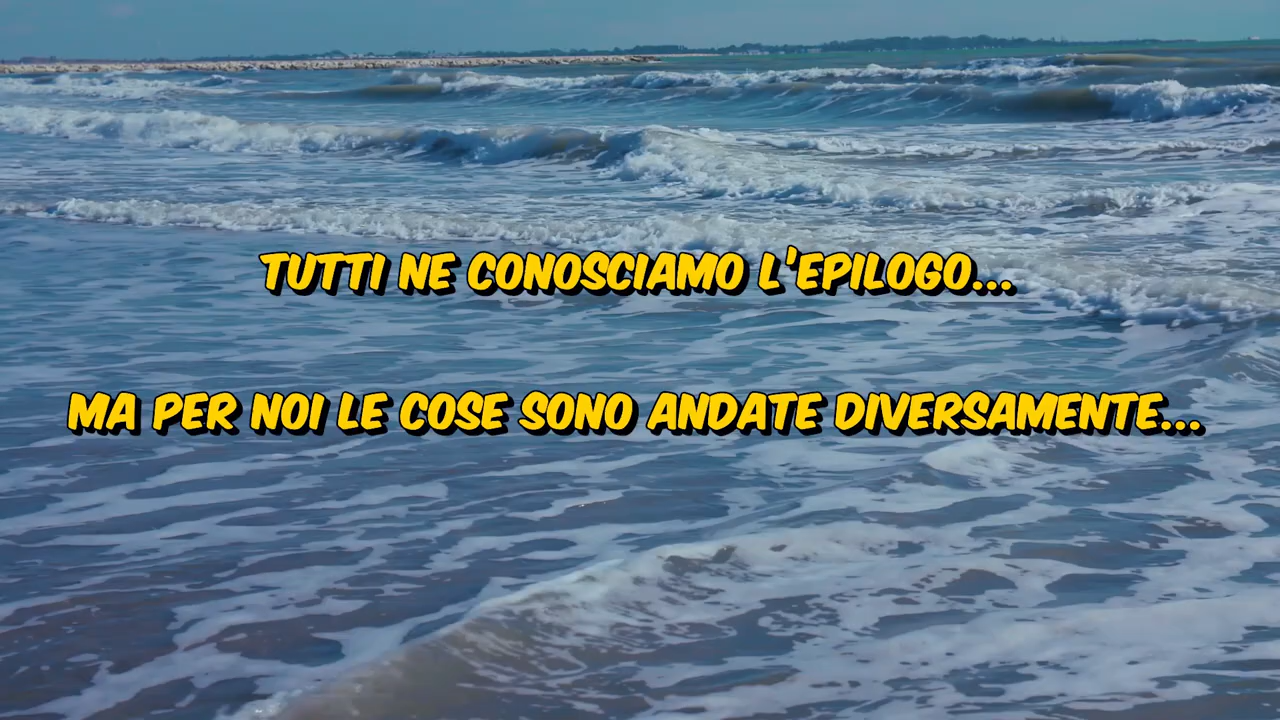 TUTTI NE CONOSCIAMO L'EPILOGO...
MA PER NOI LE COSE SONO ANDATE DIVERSAMENTE...